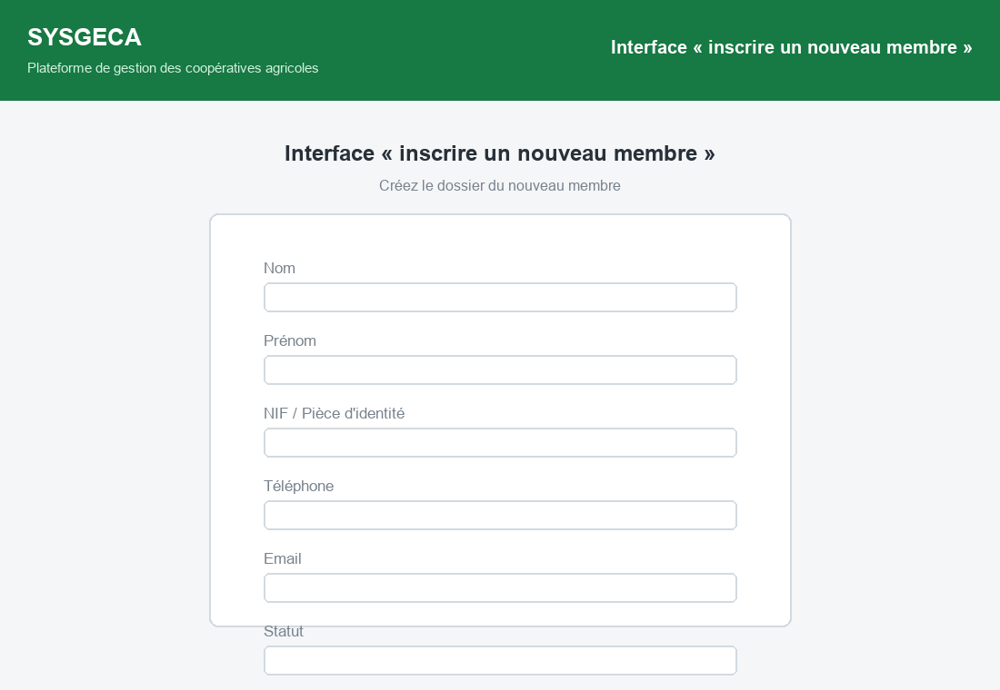 SYSGECA
Plateforme de gestion des coopératives agricoles
Interface « inscrire un nouveau membre »
Interface « inscrire un nouveau membre »
Créez le dossier du nouveau membre
Nom
Prénom
NIF / Pièce d'identité
Téléphone
Email
Statut